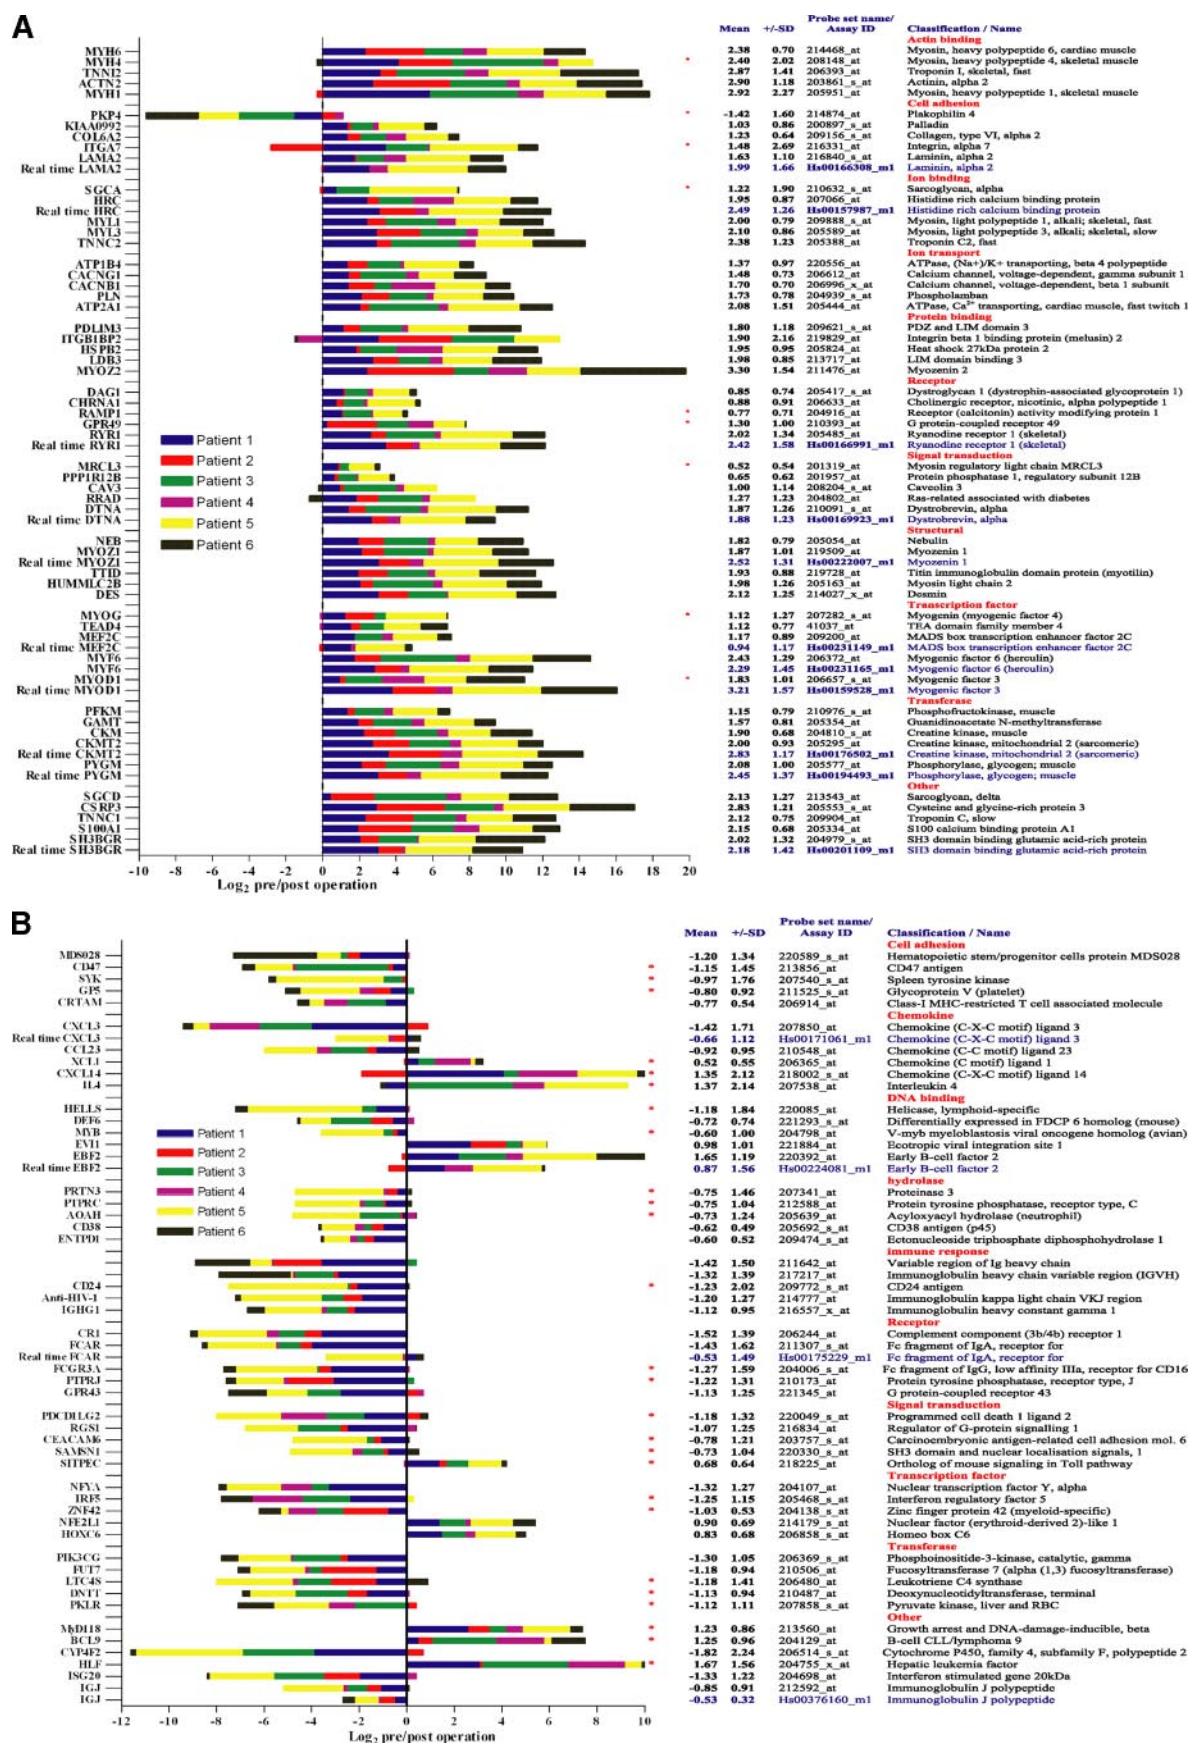 A
Mean +/-SD Probe set name/ Assay ID Classification / Name
Actin binding
MYH6 2.38 0.70 214468_at Myosin, heavy polypeptide 6, cardiac muscle
MYH4 * 2.40 2.02 208148_at Myosin, heavy polypeptide 4, skeletal muscle
TNNI2 2.87 1.41 206393_at Troponin I, skeletal, fast
ACTN2 2.90 1.18 203861_s_at Actinin, alpha 2
MYH1 2.92 2.27 205951_at Myosin, heavy polypeptide 1, skeletal muscle
Cell adhesion
PKP4 * -1.42 1.60 214874_at Plakophilin 4
KIAA0992 1.03 0.86 200897_s_at Palladin
COL6A2 1.23 0.64 209156_s_at Collagen, type VI, alpha 2
ITGA7 * 1.48 2.69 216331_at Integrin, alpha 7
LAMA2 1.63 1.10 216840_s_at Laminin, alpha 2
Real time LAMA2 1.99 1.66 Hs00166308_m1 Laminin, alpha 2
Ion binding
SGCA * 1.22 1.90 210632_s_at Sarcoglycan, alpha
HRC 1.95 0.87 207066_at Histidine rich calcium binding protein
Real time HRC 2.49 1.26 Hs00157987_m1 Histidine rich calcium binding protein
MYL1 2.00 0.79 209888_s_at Myosin, light polypeptide 1, alkali; skeletal, fast
MYL3 2.10 0.86 205589_at Myosin, light polypeptide 3, alkali; skeletal, slow
TNNC2 2.38 1.23 205388_at Troponin C2, fast
Ion transport
ATP1B4 1.37 0.97 220556_at ATPase, (Na+)/K+ transporting, beta 4 polypeptide
CACNG1 1.48 0.73 206612_at Calcium channel, voltage-dependent, gamma subunit 1
CACNB1 1.70 0.70 206996_x_at Calcium channel, voltage-dependent, beta 1 subunit
PLN 1.73 0.78 204939_s_at Phospholamban
ATP2A1 2.08 1.51 205444_at ATPase, Ca²⁺ transporting, cardiac muscle, fast twitch 1
Protein binding
PDLIM3 1.80 1.18 209621_s_at PDZ and LIM domain 3
ITGB1BP2 1.90 2.16 219829_at Integrin beta 1 binding protein (melusin) 2
HSPB2 1.95 0.95 205824_at Heat shock 27kDa protein 2
LDB3 1.98 0.85 213717_at LIM domain binding 3
MYOZ2 3.30 1.54 211476_at Myozenin 2
Receptor
DAG1 0.85 0.74 205417_s_at Dystroglycan 1 (dystrophin-associated glycoprotein 1)
CHRNA1 0.88 0.91 206633_at Cholinergic receptor, nicotinic, alpha polypeptide 1
RAMP1 * 0.77 0.71 204916_at Receptor (calcitonin) activity modifying protein 1
GPR49 * 1.30 1.00 210393_at G protein-coupled receptor 49
RYR1 2.02 1.34 205485_at Ryanodine receptor 1 (skeletal)
Real time RYR1 2.42 1.58 Hs00166991_m1 Ryanodine receptor 1 (skeletal)
Signal transduction
MRCL3 * 0.52 0.54 201319_at Myosin regulatory light chain MRCL3
PPP1R12B 0.65 0.62 201957_at Protein phosphatase 1, regulatory subunit 12B
CAV3 1.00 1.14 208204_s_at Caveolin 3
RRAD 1.27 1.23 204802_at Ras-related associated with diabetes
DTNA 1.87 1.26 210091_s_at Dystrobrevin, alpha
Real time DTNA 1.88 1.23 Hs00169923_m1 Dystrobrevin, alpha
Structural
NEB 1.82 0.79 205054_at Nebulin
MYOZ1 1.87 1.01 219509_at Myozenin 1
Real time MYOZ1 2.52 1.31 Hs00222007_m1 Myozenin 1
TTID 1.93 0.88 219728_at Titin immunoglobulin domain protein (myotilin)
HUMMLC2B 1.98 1.26 205163_at Myosin light chain 2
DES 2.12 1.25 214027_x_at Desmin
Transcription factor
MYOG * 1.12 1.27 207282_s_at Myogenin (myogenic factor 4)
TEAD4 1.12 0.77 41037_at TEA domain family member 4
MEF2C 1.17 0.89 209200_at MADS box transcription enhancer factor 2C
Real time MEF2C 0.94 1.17 Hs00231149_m1 MADS box transcription enhancer factor 2C
MYF6 2.43 1.29 206372_at Myogenic factor 6 (herculin)
MYF6 2.29 1.45 Hs00231165_m1 Myogenic factor 6 (herculin)
MYOD1 * 1.83 1.01 206657_s_at Myogenic factor 3
Real time MYOD1 3.21 1.57 Hs00159528_m1 Myogenic factor 3
Transferase
PFKM 1.15 0.79 210976_s_at Phosphofructokinase, muscle
GAMT 1.57 0.81 205354_at Guanidinoacetate N-methyltransferase
CKM 1.90 0.68 204810_s_at Creatine kinase, muscle
CKMT2 2.00 0.93 205295_at Creatine kinase, mitochondrial 2 (sarcomeric)
Real time CKMT2 2.83 1.17 Hs00176502_m1 Creatine kinase, mitochondrial 2 (sarcomeric)
PYGM 2.08 1.00 205577_at Phosphorylase, glycogen; muscle
Real time PYGM 2.45 1.37 Hs00194493_m1 Phosphorylase, glycogen; muscle
Other
SGCD 2.13 1.27 213543_at Sarcoglycan, delta
CSRP3 2.83 1.21 205553_s_at Cysteine and glycine-rich protein 3
TNNC1 2.12 0.75 209904_at Troponin C, slow
S100A1 2.15 0.68 205334_at S100 calcium binding protein A1
SH3BGR 2.02 1.32 204979_s_at SH3 domain binding glutamic acid-rich protein
Real time SH3BGR 2.18 1.42 Hs00201109_m1 SH3 domain binding glutamic acid-rich protein
Patient 1
Patient 2
Patient 3
Patient 4
Patient 5
Patient 6
-10 -8 -6 -4 -2 0 2 4 6 8 10 12 14 16 18 20
Log₂ pre/post operation
B
Mean +/-SD Probe set name/ Assay ID Classification / Name
Cell adhesion
MDS028 -1.20 1.34 220589_s_at Hematopoietic stem/progenitor cells protein MDS028
CD47 * -1.15 1.45 213856_at CD47 antigen
SYK * -0.97 1.76 207540_s_at Spleen tyrosine kinase
GP5 * -0.80 0.92 211525_s_at Glycoprotein V (platelet)
CRTAM -0.77 0.54 206914_at Class-I MHC-restricted T cell associated molecule
Chemokine
CXCL3 -1.42 1.71 207850_at Chemokine (C-X-C motif) ligand 3
Real time CXCL3 -0.66 1.12 Hs00171061_m1 Chemokine (C-X-C motif) ligand 3
CCL23 -0.92 0.95 210548_at Chemokine (C-C motif) ligand 23
XCL1 * 0.52 0.55 206365_at Chemokine (C motif) ligand 1
CXCL14 * 1.35 2.12 218002_s_at Chemokine (C-X-C motif) ligand 14
IL4 * 1.37 2.14 207538_at Interleukin 4
DNA binding
HELLS * -1.18 1.84 220085_at Helicase, lymphoid-specific
DEF6 -0.72 0.74 221293_s_at Differentially expressed in FDCP 6 homolog (mouse)
MYB * -0.60 1.00 204798_at V-myb myeloblastosis viral oncogene homolog (avian)
EVI1 0.98 1.01 221884_at Ecotropic viral integration site 1
EBF2 1.65 1.19 220392_at Early B-cell factor 2
Real time EBF2 0.87 1.56 Hs00224081_m1 Early B-cell factor 2
hydrolase
PRTN3 * -0.75 1.46 207341_at Proteinase 3
PTPRC * -0.75 1.04 212588_at Protein tyrosine phosphatase, receptor type, C
AOAH * -0.73 1.24 205639_at Acyloxyacyl hydrolase (neutrophil)
CD38 -0.62 0.49 205692_s_at CD38 antigen (p45)
ENTPD1 -0.60 0.52 209474_s_at Ectonucleoside triphosphate diphosphohydrolase 1
immune response
-1.42 1.50 211642_at Variable region of Ig heavy chain
-1.32 1.39 217217_at Immunoglobulin heavy chain variable region (IGVH)
CD24 * -1.23 2.02 209772_s_at CD24 antigen
Anti-HIV-1 -1.20 1.27 214777_at Immunoglobulin kappa light chain VKJ region
IGHG1 -1.12 0.95 216557_x_at Immunoglobulin heavy constant gamma 1
Receptor
CR1 -1.52 1.39 206244_at Complement component (3b/4b) receptor 1
FCAR -1.43 1.62 211307_s_at Fc fragment of IgA, receptor for
Real time FCAR -0.53 1.49 Hs00175229_m1 Fc fragment of IgA, receptor for
FCGR3A * -1.27 1.59 204006_s_at Fc fragment of IgG, low affinity IIIa, receptor for CD16
PTPRJ * -1.22 1.31 210173_at Protein tyrosine phosphatase, receptor type, J
GPR43 -1.13 1.25 221345_at G protein-coupled receptor 43
Signal transduction
PDCD1LG2 * -1.18 1.32 220049_s_at Programmed cell death 1 ligand 2
RGS1 -1.07 1.25 216834_at Regulator of G-protein signalling 1
CEACAM6 * -0.78 1.21 203757_s_at Carcinoembryonic antigen-related cell adhesion mol. 6
SAMSN1 * -0.73 1.04 220330_s_at SH3 domain and nuclear localisation signals, 1
SITPEC * 0.68 0.64 218225_at Ortholog of mouse signaling in Toll pathway
Transcription factor
NFYA -1.32 1.27 204107_at Nuclear transcription factor Y, alpha
IRF5 * -1.25 1.15 205468_s_at Interferon regulatory factor 5
ZNF42 * -1.03 0.53 204138_s_at Zinc finger protein 42 (myeloid-specific)
NFE2L1 0.90 0.69 214179_s_at Nuclear factor (erythroid-derived 2)-like 1
HOXC6 0.83 0.68 206858_s_at Homeo box C6
Transferase
PIK3CG -1.30 1.05 206369_s_at Phosphoinositide-3-kinase, catalytic, gamma
FUT7 -1.18 0.94 210506_at Fucosyltransferase 7 (alpha (1,3) fucosyltransferase)
LTC4S * -1.18 1.41 206480_at Leukotriene C4 synthase
DNTT * -1.13 0.94 210487_at Deoxynucleotidyltransferase, terminal
PKLR * -1.12 1.11 207858_s_at Pyruvate kinase, liver and RBC
Other
MyD118 * 1.23 0.86 213560_at Growth arrest and DNA-damage-inducible, beta
BCL9 * 1.25 0.96 204129_at B-cell CLL/lymphoma 9
CYP4F2 -1.82 2.24 206514_s_at Cytochrome P450, family 4, subfamily F, polypeptide 2
HLF * 1.67 1.56 204755_x_at Hepatic leukemia factor
ISG20 -1.33 1.22 204698_at Interferon stimulated gene 20kDa
IGJ -0.85 0.91 212592_at Immunoglobulin J polypeptide
IGJ -0.53 0.32 Hs00376160_m1 Immunoglobulin J polypeptide
Patient 1
Patient 2
Patient 3
Patient 4
Patient 5
Patient 6
-12 -10 -8 -6 -4 -2 0 2 4 6 8 10
Log₂ pre/post operation